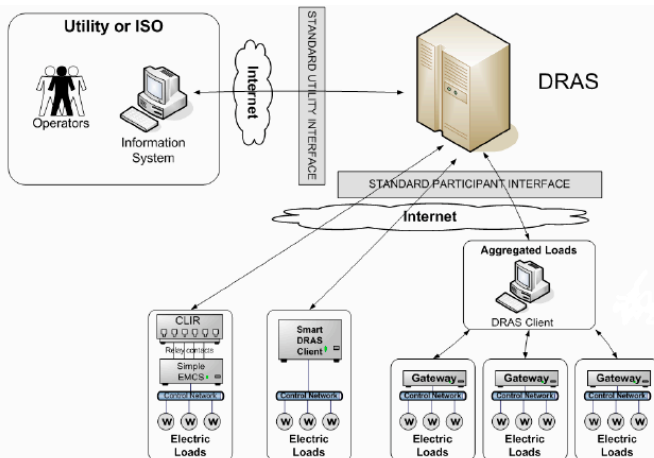 Utility or ISO
Operators
Information
System
Internet
STANDARD UTILITY INTERFACE
DRAS
STANDARD PARTICIPANT INTERFACE
Internet
Aggregated Loads
DRAS Client
CLIR
Relay contacts
Simple
EMCS
Control Network
W W W
Electric
Loads
Smart
DRAS
Client
Control Network
W W W
Electric
Loads
Gateway
Control Network
W W W
Electric
Loads
Gateway
Control Network
W W W
Electric
Loads
Gateway
Control Network
W W W
Electric
Loads